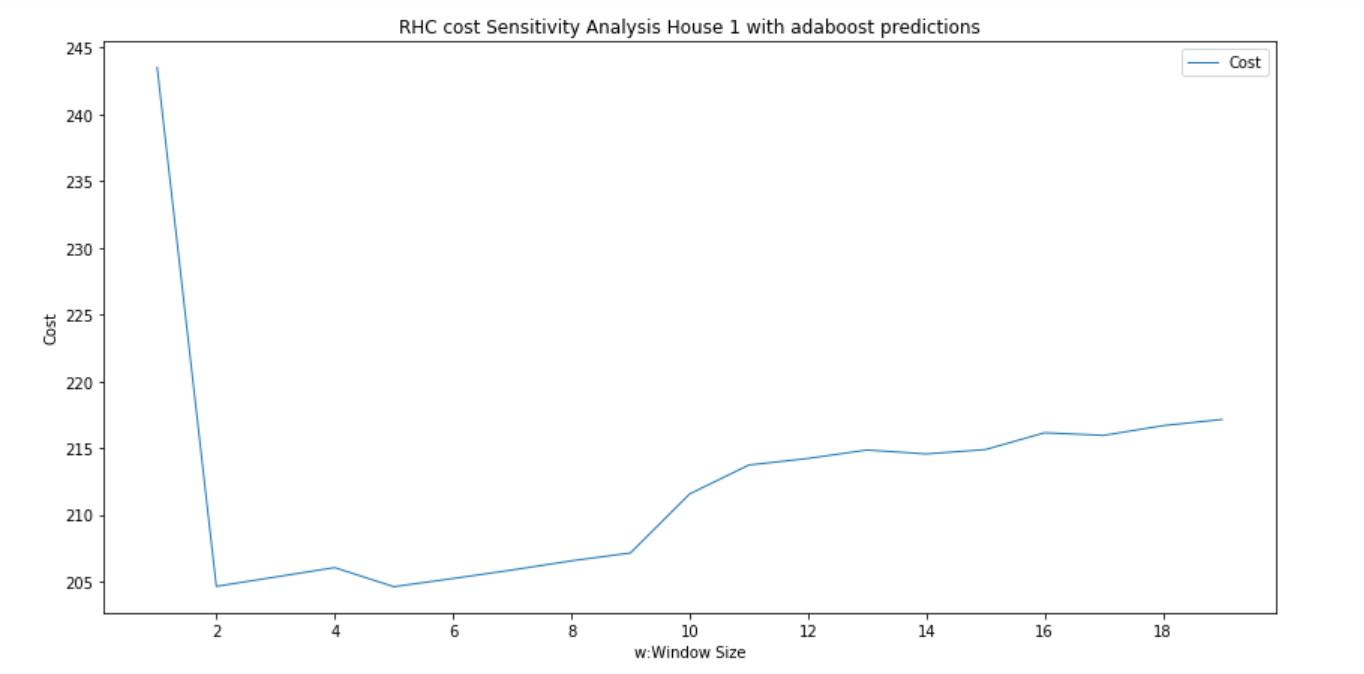 RHC cost Sensitivity Analysis House 1 with adaboost predictions
Cost
245
240
235
230
225
220
215
210
205
Cost
2 4 6 8 10 12 14 16 18
w:Window Size